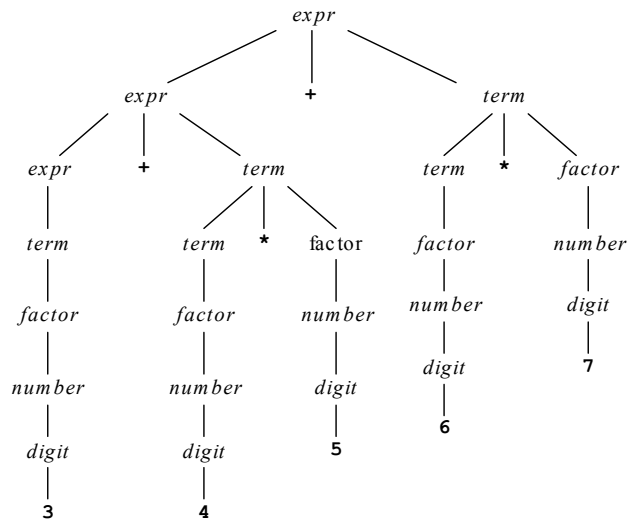 expr
expr + term
expr + term term * factor
term term * factor factor number
factor factor number number digit
number number digit digit 7
digit digit 5 6
3 4